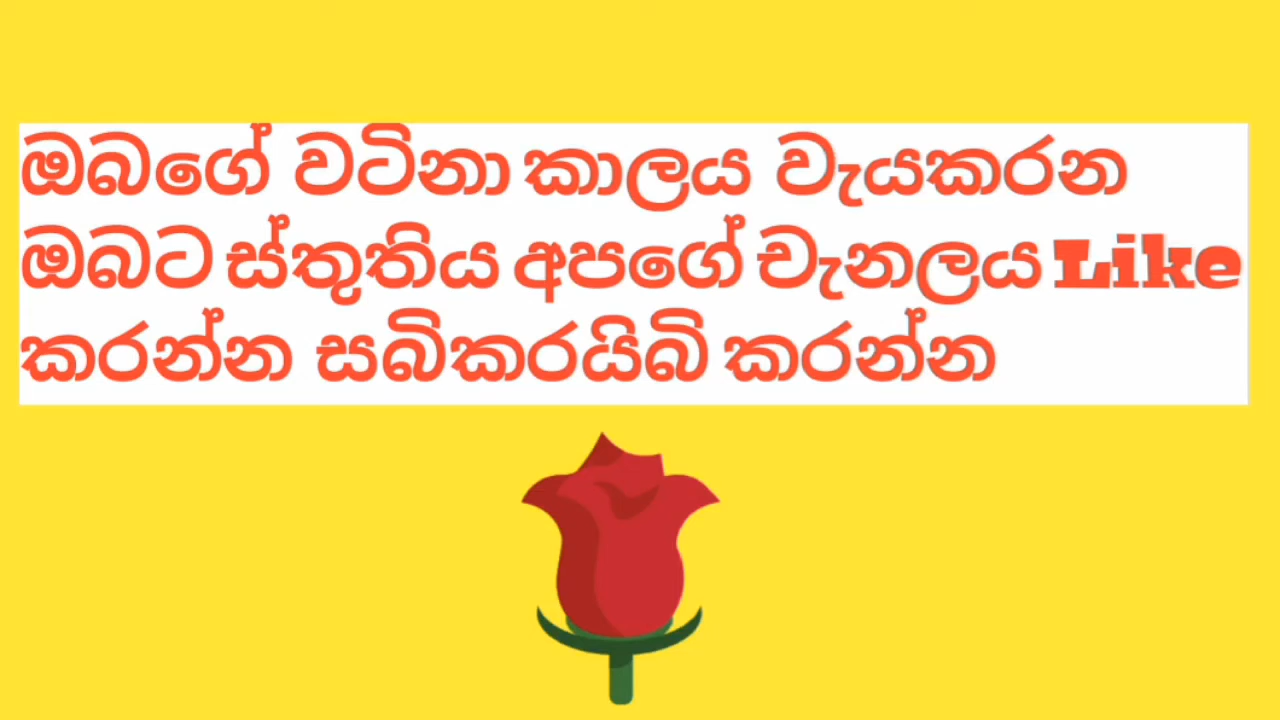 ඔබගේ වටිනා කාලය වැයකරන
ඔබට ස්තුතිය අපගේ චැනලය Like
කරන්න සබ්කරයිබ් කරන්න